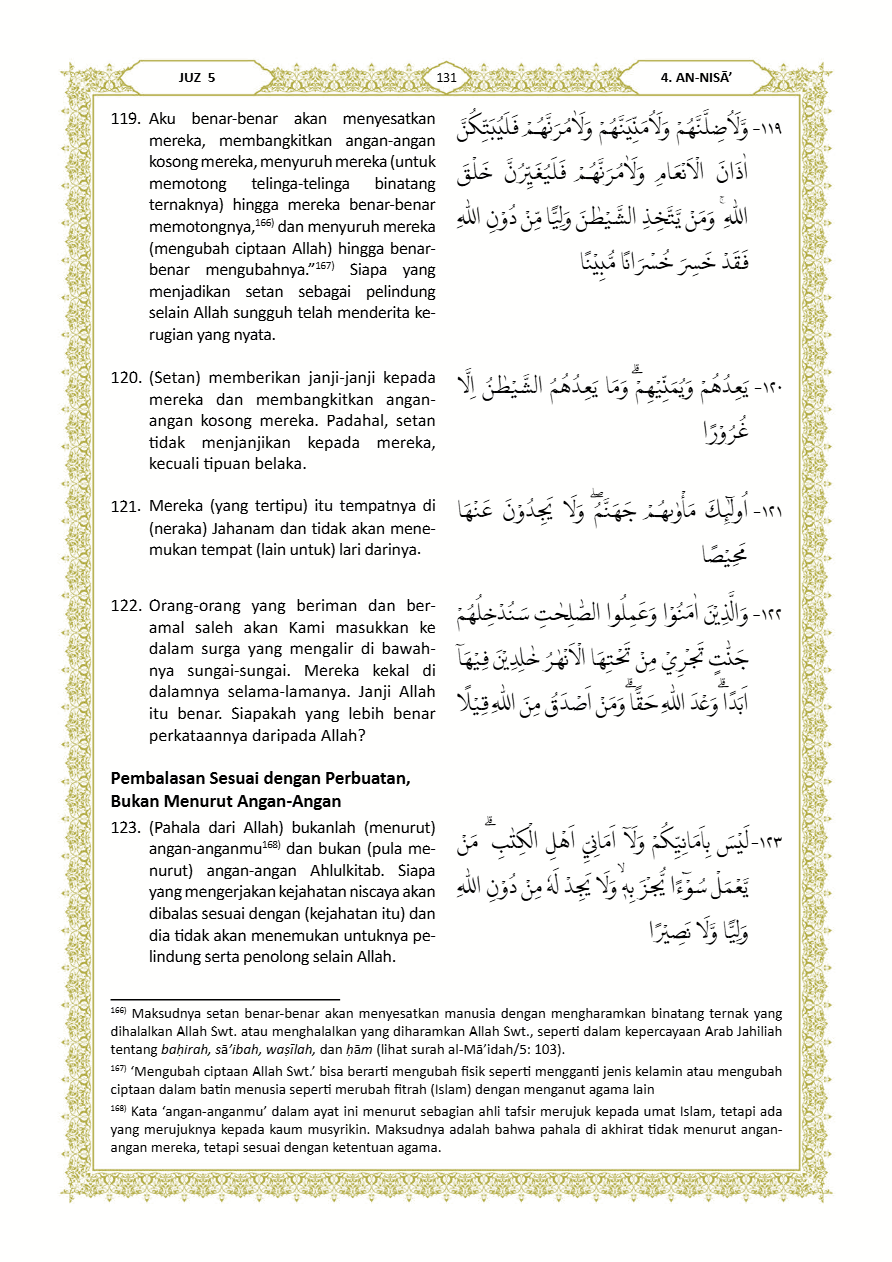 JUZ 5
131
4. AN-NISĀ’
119. Aku benar-benar akan menyesatkan
mereka, membangkitkan angan-angan
kosong mereka, menyuruh mereka (untuk
memotong telinga-telinga binatang
ternaknya) hingga mereka benar-benar
memotongnya,¹⁶⁶⁾ dan menyuruh mereka
(mengubah ciptaan Allah) hingga benar-
benar mengubahnya.”¹⁶⁷⁾ Siapa yang
menjadikan setan sebagai pelindung
selain Allah sungguh telah menderita ke-
rugian yang nyata.
١١٩- وَّلَاُضِلَّنَّهُمْ وَلَاُمَنِّيَنَّهُمْ وَلَاٰمُرَنَّهُمْ فَلَيُبَتِّكُنَّ
اٰذَانَ الْاَنْعَامِ وَلَاٰمُرَنَّهُمْ فَلَيُغَيِّرُنَّ خَلْقَ
اللّٰهِ ۚ وَمَنْ يَّتَّخِذِ الشَّيْطٰنَ وَلِيًّا مِّنْ دُوْنِ اللّٰهِ
فَقَدْ خَسِرَ خُسْرَانًا مُّبِيْنًا
120. (Setan) memberikan janji-janji kepada
mereka dan membangkitkan angan-
angan kosong mereka. Padahal, setan
tidak menjanjikan kepada mereka,
kecuali tipuan belaka.
١٢٠- يَعِدُهُمْ وَيُمَنِّيْهِمْۗ وَمَا يَعِدُهُمُ الشَّيْطٰنُ اِلَّا
غُرُوْرًا
121. Mereka (yang tertipu) itu tempatnya di
(neraka) Jahanam dan tidak akan mene-
mukan tempat (lain untuk) lari darinya.
١٢١- اُولٰۤىِٕكَ مَأْوٰىهُمْ جَهَنَّمُۖ وَلَا يَجِدُوْنَ عَنْهَا
مَحِيْصًا
122. Orang-orang yang beriman dan ber-
amal saleh akan Kami masukkan ke
dalam surga yang mengalir di bawah-
nya sungai-sungai. Mereka kekal di
dalamnya selama-lamanya. Janji Allah
itu benar. Siapakah yang lebih benar
perkataannya daripada Allah?
١٢٢- وَالَّذِيْنَ اٰمَنُوْا وَعَمِلُوا الصّٰلِحٰتِ سَنُدْخِلُهُمْ
جَنّٰتٍ تَجْرِيْ مِنْ تَحْتِهَا الْاَنْهٰرُ خٰلِدِيْنَ فِيْهَآ
اَبَدًاۗ وَعْدَ اللّٰهِ حَقًّاۗ وَمَنْ اَصْدَقُ مِنَ اللّٰهِ قِيْلًا
Pembalasan Sesuai dengan Perbuatan,
Bukan Menurut Angan-Angan
123. (Pahala dari Allah) bukanlah (menurut)
angan-anganmu¹⁶⁸⁾ dan bukan (pula me-
nurut) angan-angan Ahlulkitab. Siapa
yang mengerjakan kejahatan niscaya akan
dibalas sesuai dengan (kejahatan itu) dan
dia tidak akan menemukan untuknya pe-
lindung serta penolong selain Allah.
١٢٣- لَيْسَ بِاَمَانِيِّكُمْ وَلَآ اَمَانِيِّ اَهْلِ الْكِتٰبِ ۗ مَنْ
يَّعْمَلْ سُوْۤءًا يُّجْزَ بِهٖۙ وَلَا يَجِدْ لَهٗ مِنْ دُوْنِ اللّٰهِ
وَلِيًّا وَّلَا نَصِيْرًا
¹⁶⁶⁾ Maksudnya setan benar-benar akan menyesatkan manusia dengan mengharamkan binatang ternak yang
dihalalkan Allah Swt. atau menghalalkan yang diharamkan Allah Swt., seperti dalam kepercayaan Arab Jahiliah
tentang baḥirah, sā’ibah, waṣīlah, dan ḥām (lihat surah al-Mā’idah/5: 103).
¹⁶⁷⁾ ‘Mengubah ciptaan Allah Swt.’ bisa berarti mengubah fisik seperti mengganti jenis kelamin atau mengubah
ciptaan dalam batin menusia seperti merubah fitrah (Islam) dengan menganut agama lain
¹⁶⁸⁾ Kata ‘angan-anganmu’ dalam ayat ini menurut sebagian ahli tafsir merujuk kepada umat Islam, tetapi ada
yang merujuknya kepada kaum musyrikin. Maksudnya adalah bahwa pahala di akhirat tidak menurut angan-
angan mereka, tetapi sesuai dengan ketentuan agama.